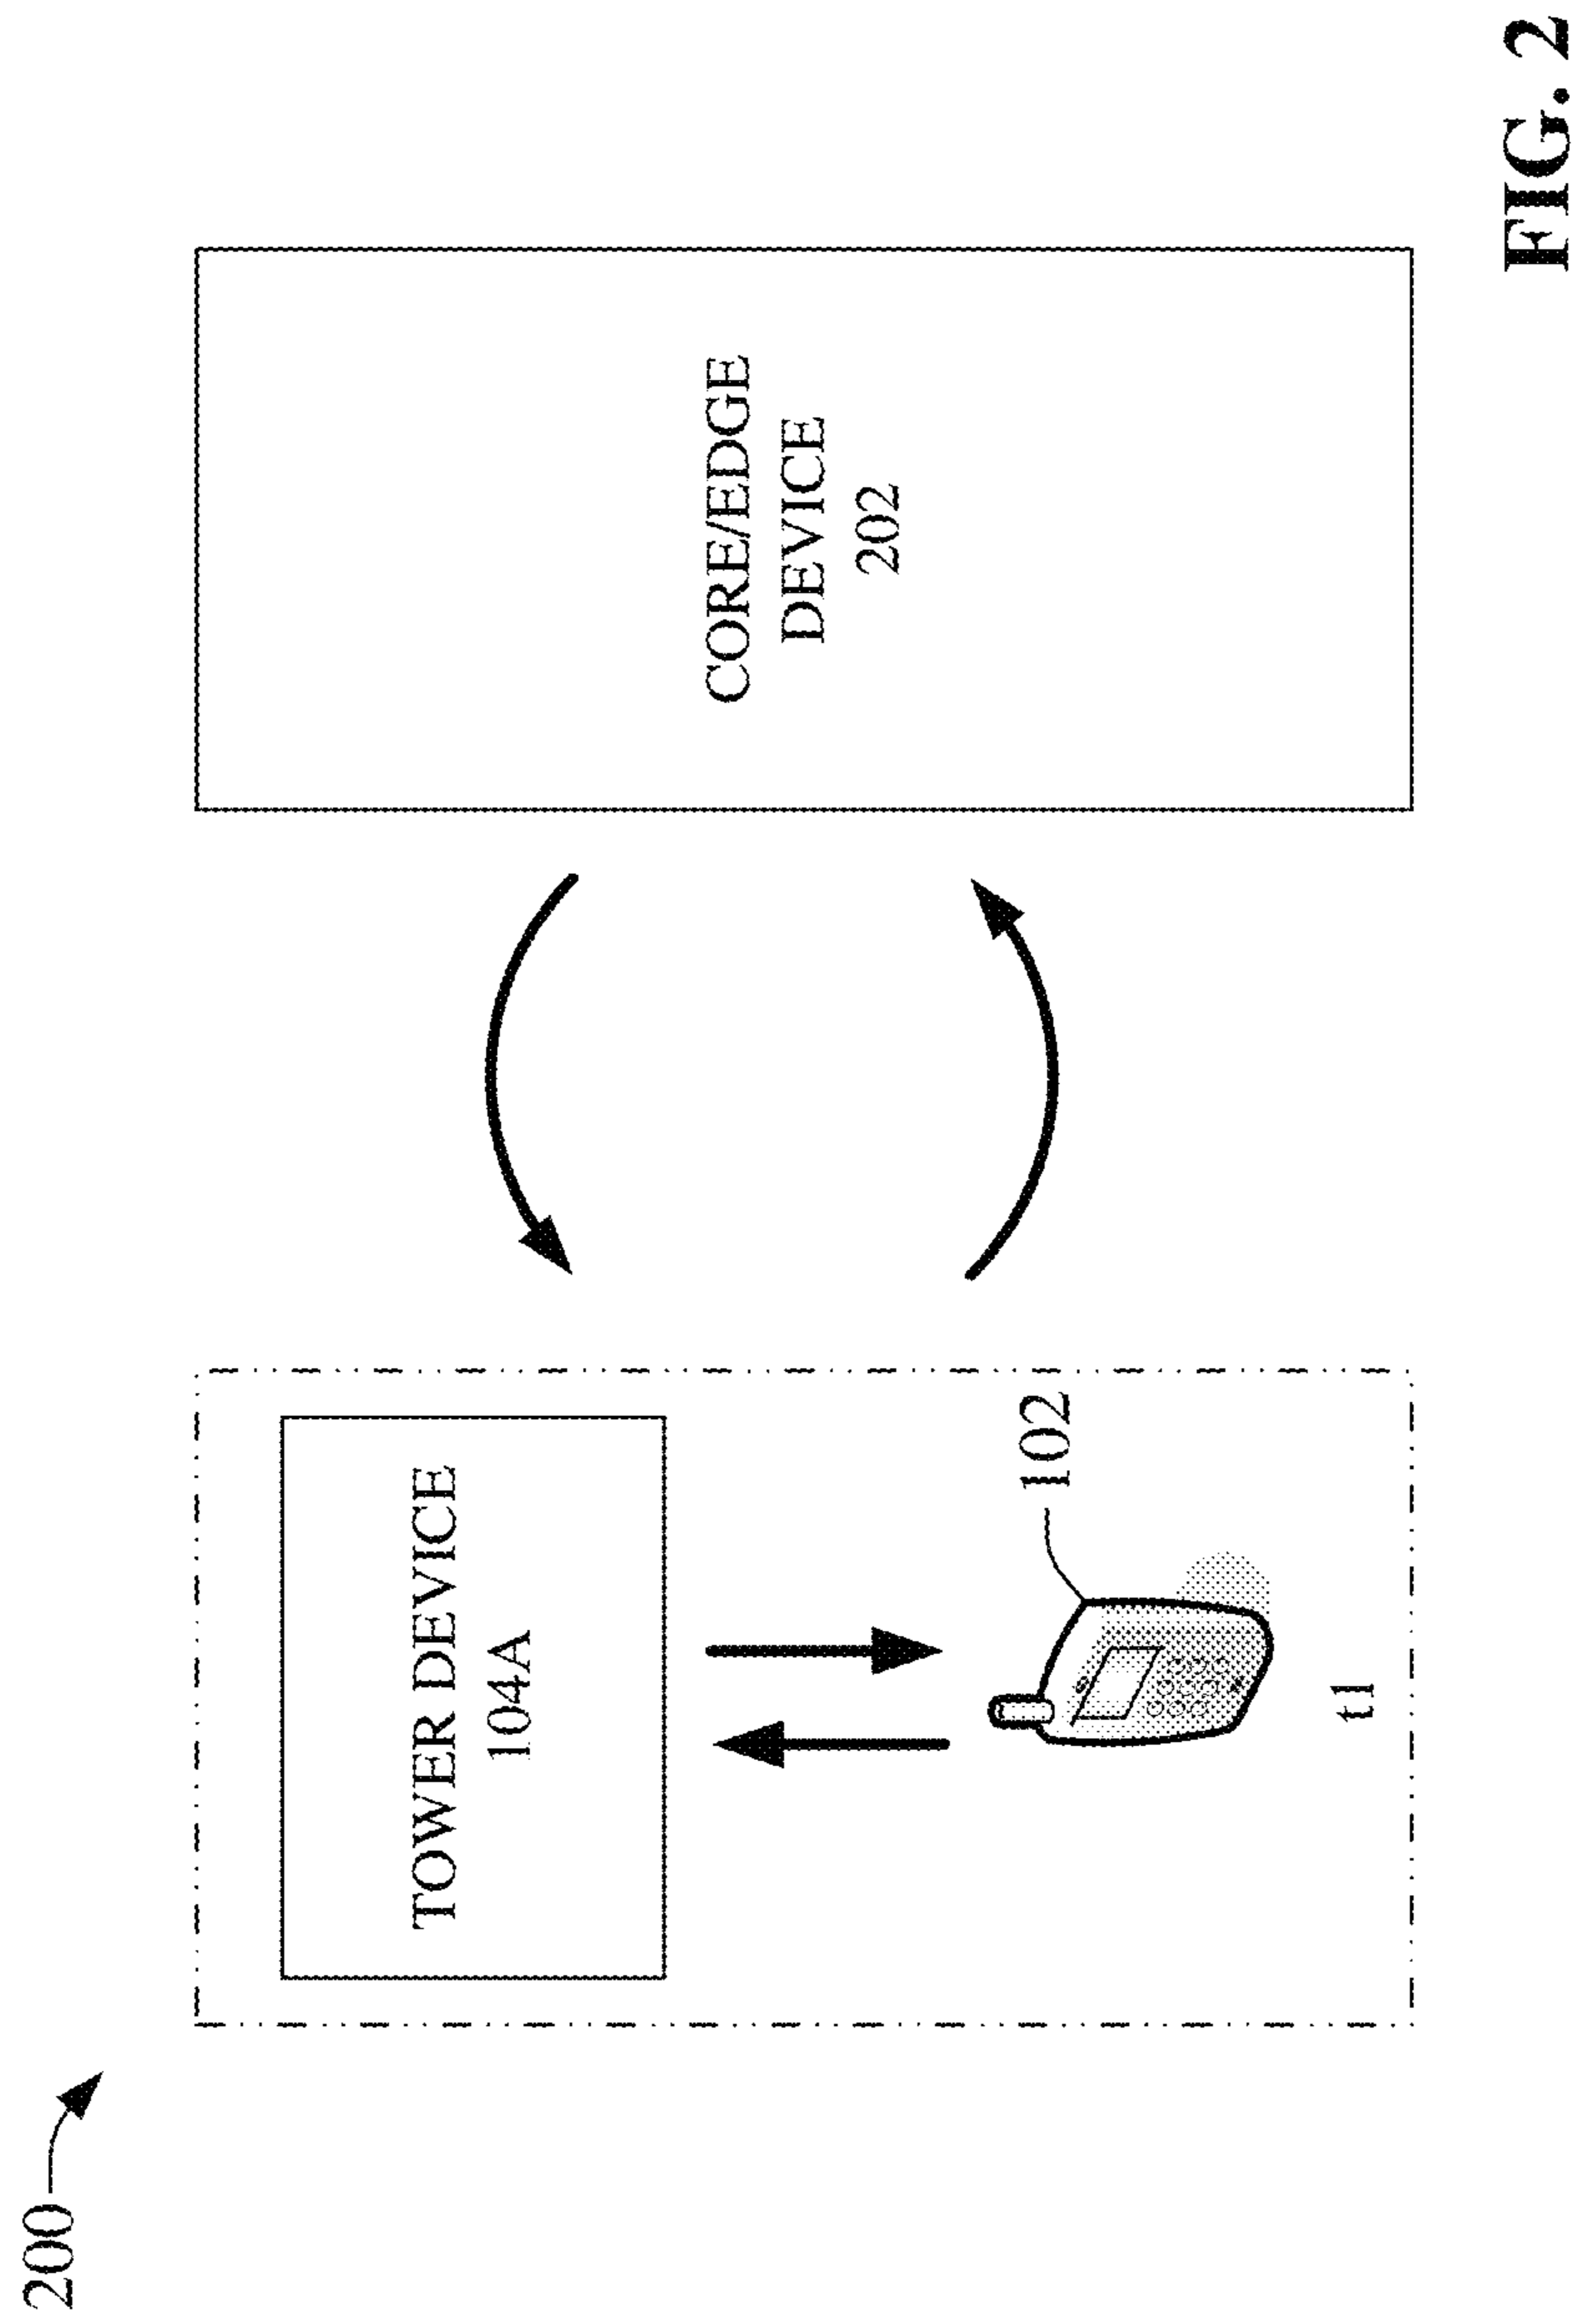 200
TOWER DEVICE
104A
102
t1
CORE/EDGE
DEVICE
202
FIG. 2